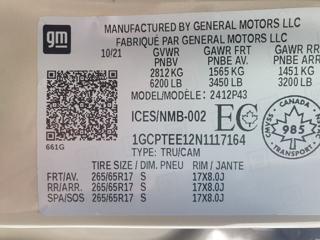 gm
MANUFACTURED BY GENERAL MOTORS LLC
FABRIQUÉ PAR GENERAL MOTORS LLC
10/21 GVWR GAWR FRT GAWR RR
PNBV PNBE AV. PNBE ARR
2812 KG 1565 KG 1451 KG
6200 LB 3450 LB 3200 LB
MODEL/MODÈLE: 2412P43
ICES/NMB-002 EC
CANADA
CMVSS NSVAC
985
TRANSPORT
661G
1GCPTEE12N1117164
TYPE: TRU/CAM
TIRE SIZE / DIM. PNEU RIM / JANTE
FRT/AV. 265/65R17 S 17X8.0J
RR/ARR. 265/65R17 S 17X8.0J
SPA/SOS 265/65R17 S 17X8.0J